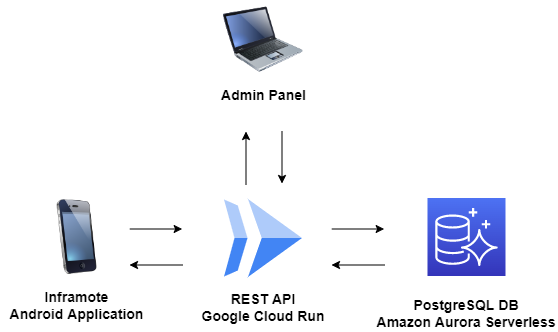 Admin Panel
Inframote
Android Application
REST API
Google Cloud Run
PostgreSQL DB
Amazon Aurora Serverless